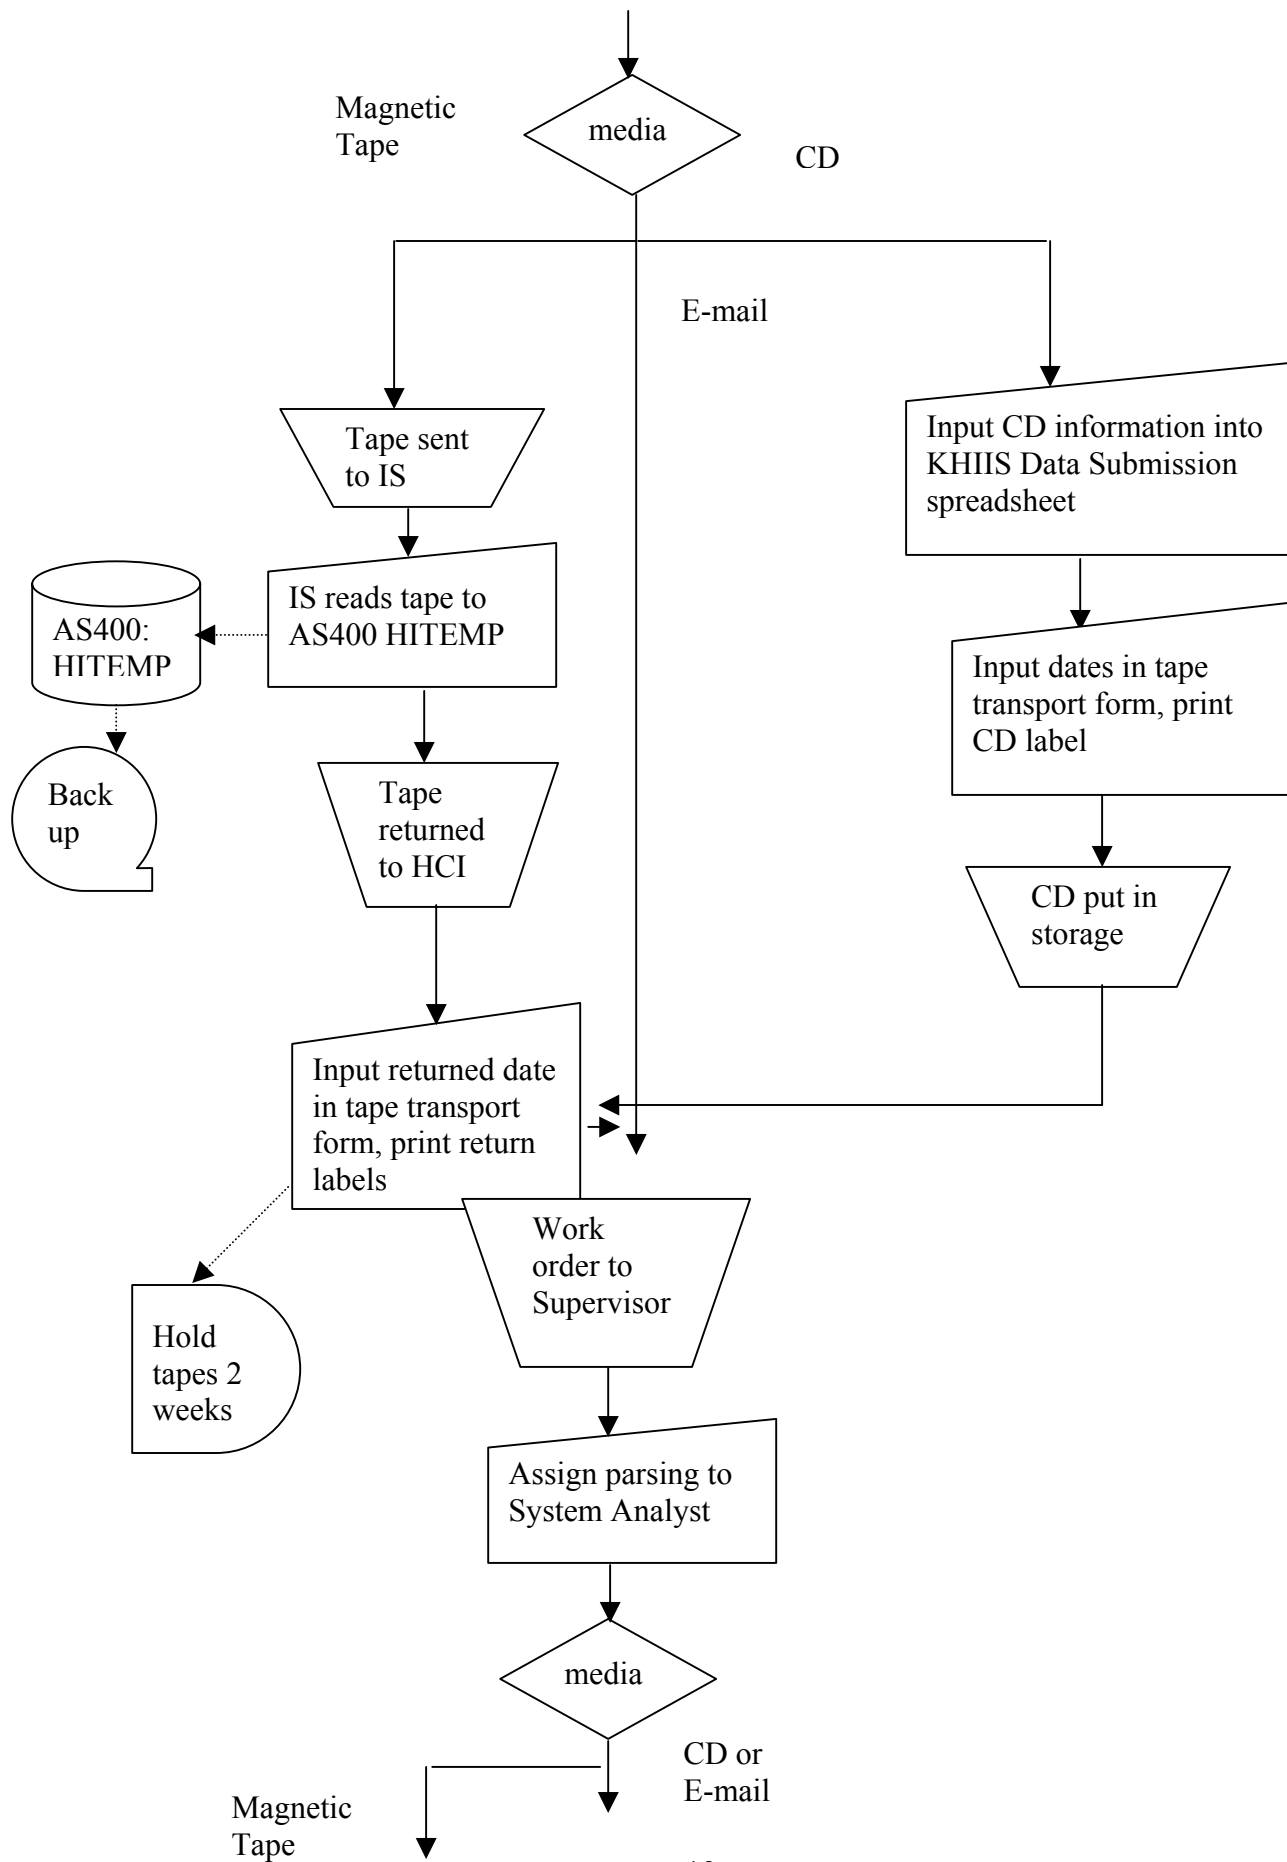 media
Magnetic
Tape
CD
E-mail
Tape sent
to IS
Input CD information into
KHIIS Data Submission
spreadsheet
IS reads tape to
AS400 HITEMP
AS400:
HITEMP
Input dates in tape
transport form, print
CD label
Back
up
Tape
returned
to HCI
CD put in
storage
Input returned date
in tape transport
form, print return
labels
Work
order to
Supervisor
Hold
tapes 2
weeks
Assign parsing to
System Analyst
media
CD or
E-mail
Magnetic
Tape